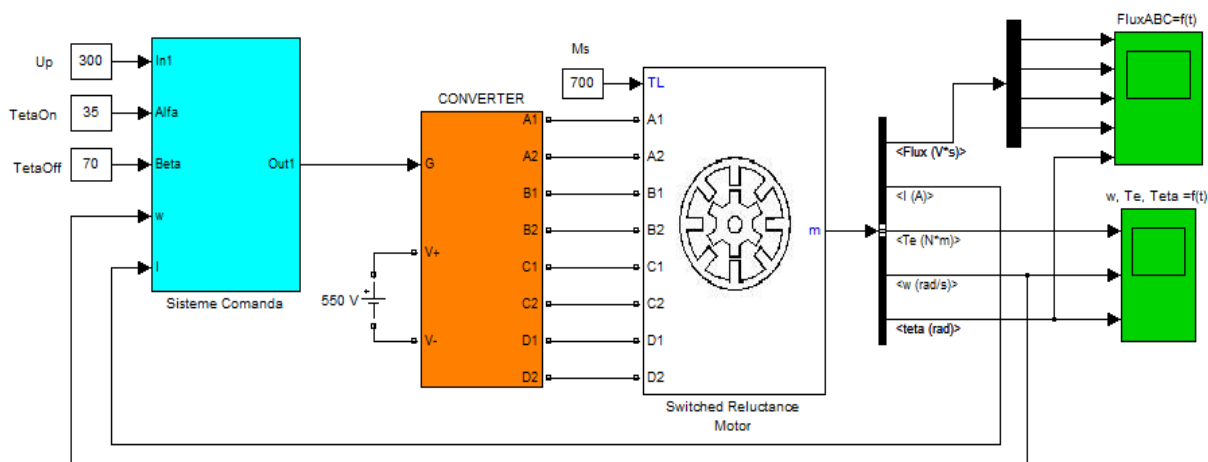 Up
300
TetaOn
35
TetaOff
70
In1
Alfa
Beta
w
I
Out1
Sisteme Comanda
550 V
CONVERTER
G
V+
V-
A1
A2
B1
B2
C1
C2
D1
D2
Ms
700
TL
A1
A2
B1
B2
C1
C2
D1
D2
m
Switched Reluctance
Motor
<Flux (V*s)>
<I (A)>
<Te (N*m)>
<w (rad/s)>
<teta (rad)>
FluxABC=f(t)
w, Te, Teta =f(t)